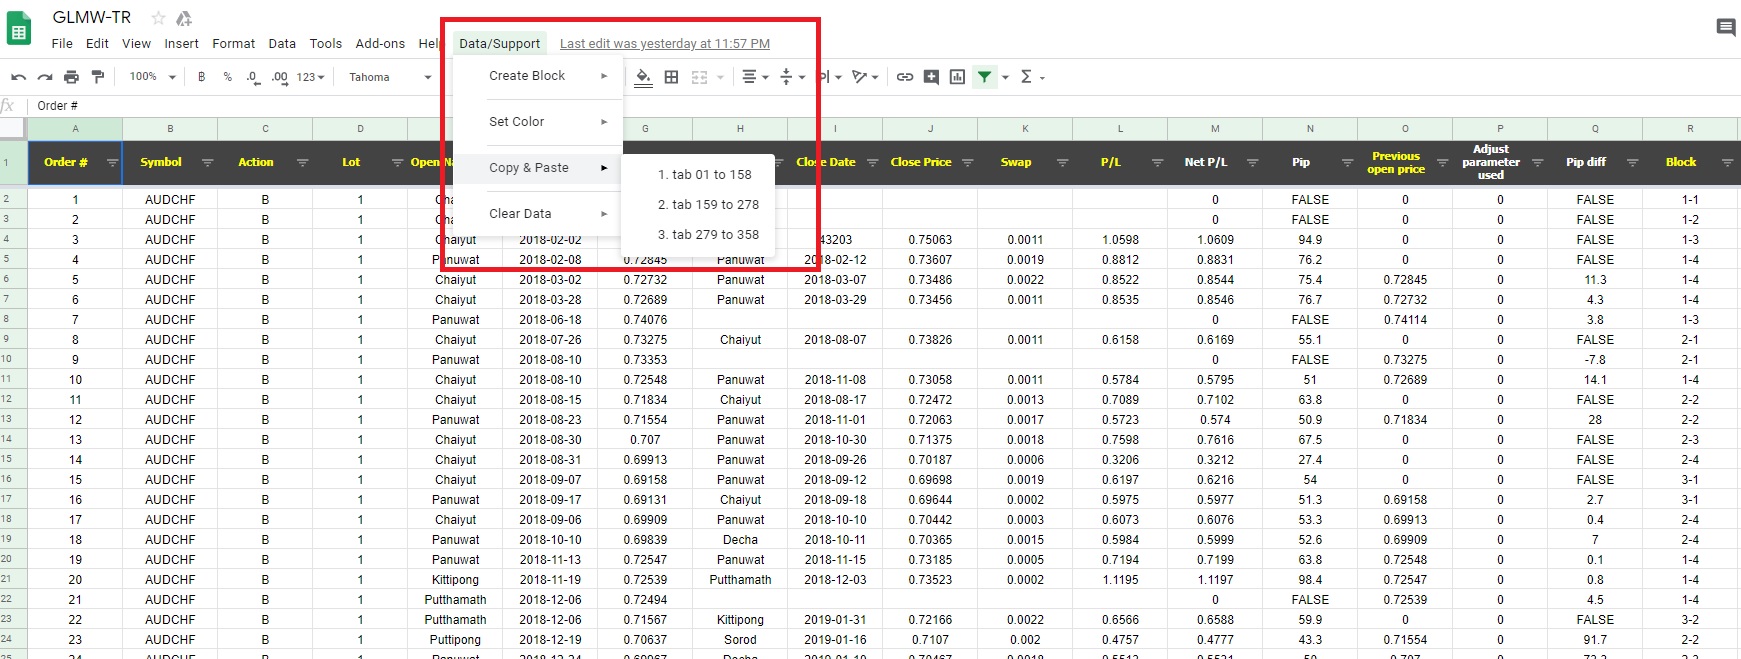 GLMW-TR
File Edit View Insert Format Data Tools Add-ons Help Data/Support Last edit was yesterday at 11:57 PM
100% B % .0 .00 123 Tahoma
fx Order #
A B C D G H I J K L M N O P Q R
1 Order # Symbol Action Lot Open Close Date Close Price Swap P/L Net P/L Pip Previous open price Adjust parameter used Pip diff Block
Create Block
Set Color
Copy & Paste
Clear Data
1. tab 01 to 158
2. tab 159 to 278
3. tab 279 to 358
2 1 AUDCHF B 1 0 FALSE 0 0 FALSE 1-1
3 2 AUDCHF B 1 0 FALSE 0 0 FALSE 1-2
4 3 AUDCHF B 1 Chaiyut 2018-02-02 43203 0.75063 0.0011 1.0598 1.0609 94.9 0 0 FALSE 1-3
5 4 AUDCHF B 1 Panuwat 2018-02-08 0.72845 Panuwat 2018-02-12 0.73607 0.0019 0.8812 0.8831 76.2 0 0 FALSE 1-4
6 5 AUDCHF B 1 Chaiyut 2018-03-02 0.72732 Panuwat 2018-03-07 0.73486 0.0022 0.8522 0.8544 75.4 0.72845 0 11.3 1-4
7 6 AUDCHF B 1 Chaiyut 2018-03-28 0.72689 Panuwat 2018-03-29 0.73456 0.0011 0.8535 0.8546 76.7 0.72732 0 4.3 1-4
8 7 AUDCHF B 1 Panuwat 2018-06-18 0.74076 0 FALSE 0.74114 0 3.8 1-3
9 8 AUDCHF B 1 Chaiyut 2018-07-26 0.73275 Chaiyut 2018-08-07 0.73826 0.0011 0.6158 0.6169 55.1 0 0 FALSE 2-1
10 9 AUDCHF B 1 Panuwat 2018-08-10 0.73353 0 FALSE 0.73275 0 -7.8 2-1
11 10 AUDCHF B 1 Chaiyut 2018-08-10 0.72548 Panuwat 2018-11-08 0.73058 0.0011 0.5784 0.5795 51 0.72689 0 14.1 1-4
12 11 AUDCHF B 1 Chaiyut 2018-08-15 0.71834 Chaiyut 2018-08-17 0.72472 0.0013 0.7089 0.7102 63.8 0 0 FALSE 2-2
13 12 AUDCHF B 1 Panuwat 2018-08-23 0.71554 Panuwat 2018-11-01 0.72063 0.0017 0.5723 0.574 50.9 0.71834 0 28 2-2
14 13 AUDCHF B 1 Chaiyut 2018-08-30 0.707 Panuwat 2018-10-30 0.71375 0.0018 0.7598 0.7616 67.5 0 0 FALSE 2-3
15 14 AUDCHF B 1 Chaiyut 2018-08-31 0.69913 Panuwat 2018-09-26 0.70187 0.0006 0.3206 0.3212 27.4 0 0 FALSE 2-4
16 15 AUDCHF B 1 Chaiyut 2018-09-07 0.69158 Panuwat 2018-09-12 0.69698 0.0019 0.6197 0.6216 54 0 0 FALSE 3-1
17 16 AUDCHF B 1 Panuwat 2018-09-17 0.69131 Chaiyut 2018-09-18 0.69644 0.0002 0.5975 0.5977 51.3 0.69158 0 2.7 3-1
18 17 AUDCHF B 1 Chaiyut 2018-09-06 0.69909 Panuwat 2018-10-10 0.70442 0.0003 0.6073 0.6076 53.3 0.69913 0 0.4 2-4
19 18 AUDCHF B 1 Panuwat 2018-10-10 0.69839 Decha 2018-10-11 0.70365 0.0015 0.5984 0.5999 52.6 0.69909 0 7 2-4
20 19 AUDCHF B 1 Panuwat 2018-11-13 0.72547 Panuwat 2018-11-15 0.73185 0.0005 0.7194 0.7199 63.8 0.72548 0 0.1 1-4
21 20 AUDCHF B 1 Kittipong 2018-11-19 0.72539 Putthamath 2018-12-03 0.73523 0.0002 1.1195 1.1197 98.4 0.72547 0 0.8 1-4
22 21 AUDCHF B 1 Putthamath 2018-12-06 0.72494 0 FALSE 0.72539 0 4.5 1-4
23 22 AUDCHF B 1 Putthamath 2018-12-06 0.71567 Kittipong 2019-01-31 0.72166 0.0022 0.6566 0.6588 59.9 0 0 FALSE 3-2
24 23 AUDCHF B 1 Puttipong 2018-12-19 0.70637 Sorod 2019-01-16 0.7107 0.002 0.4757 0.4777 43.3 0.71554 0 91.7 2-2